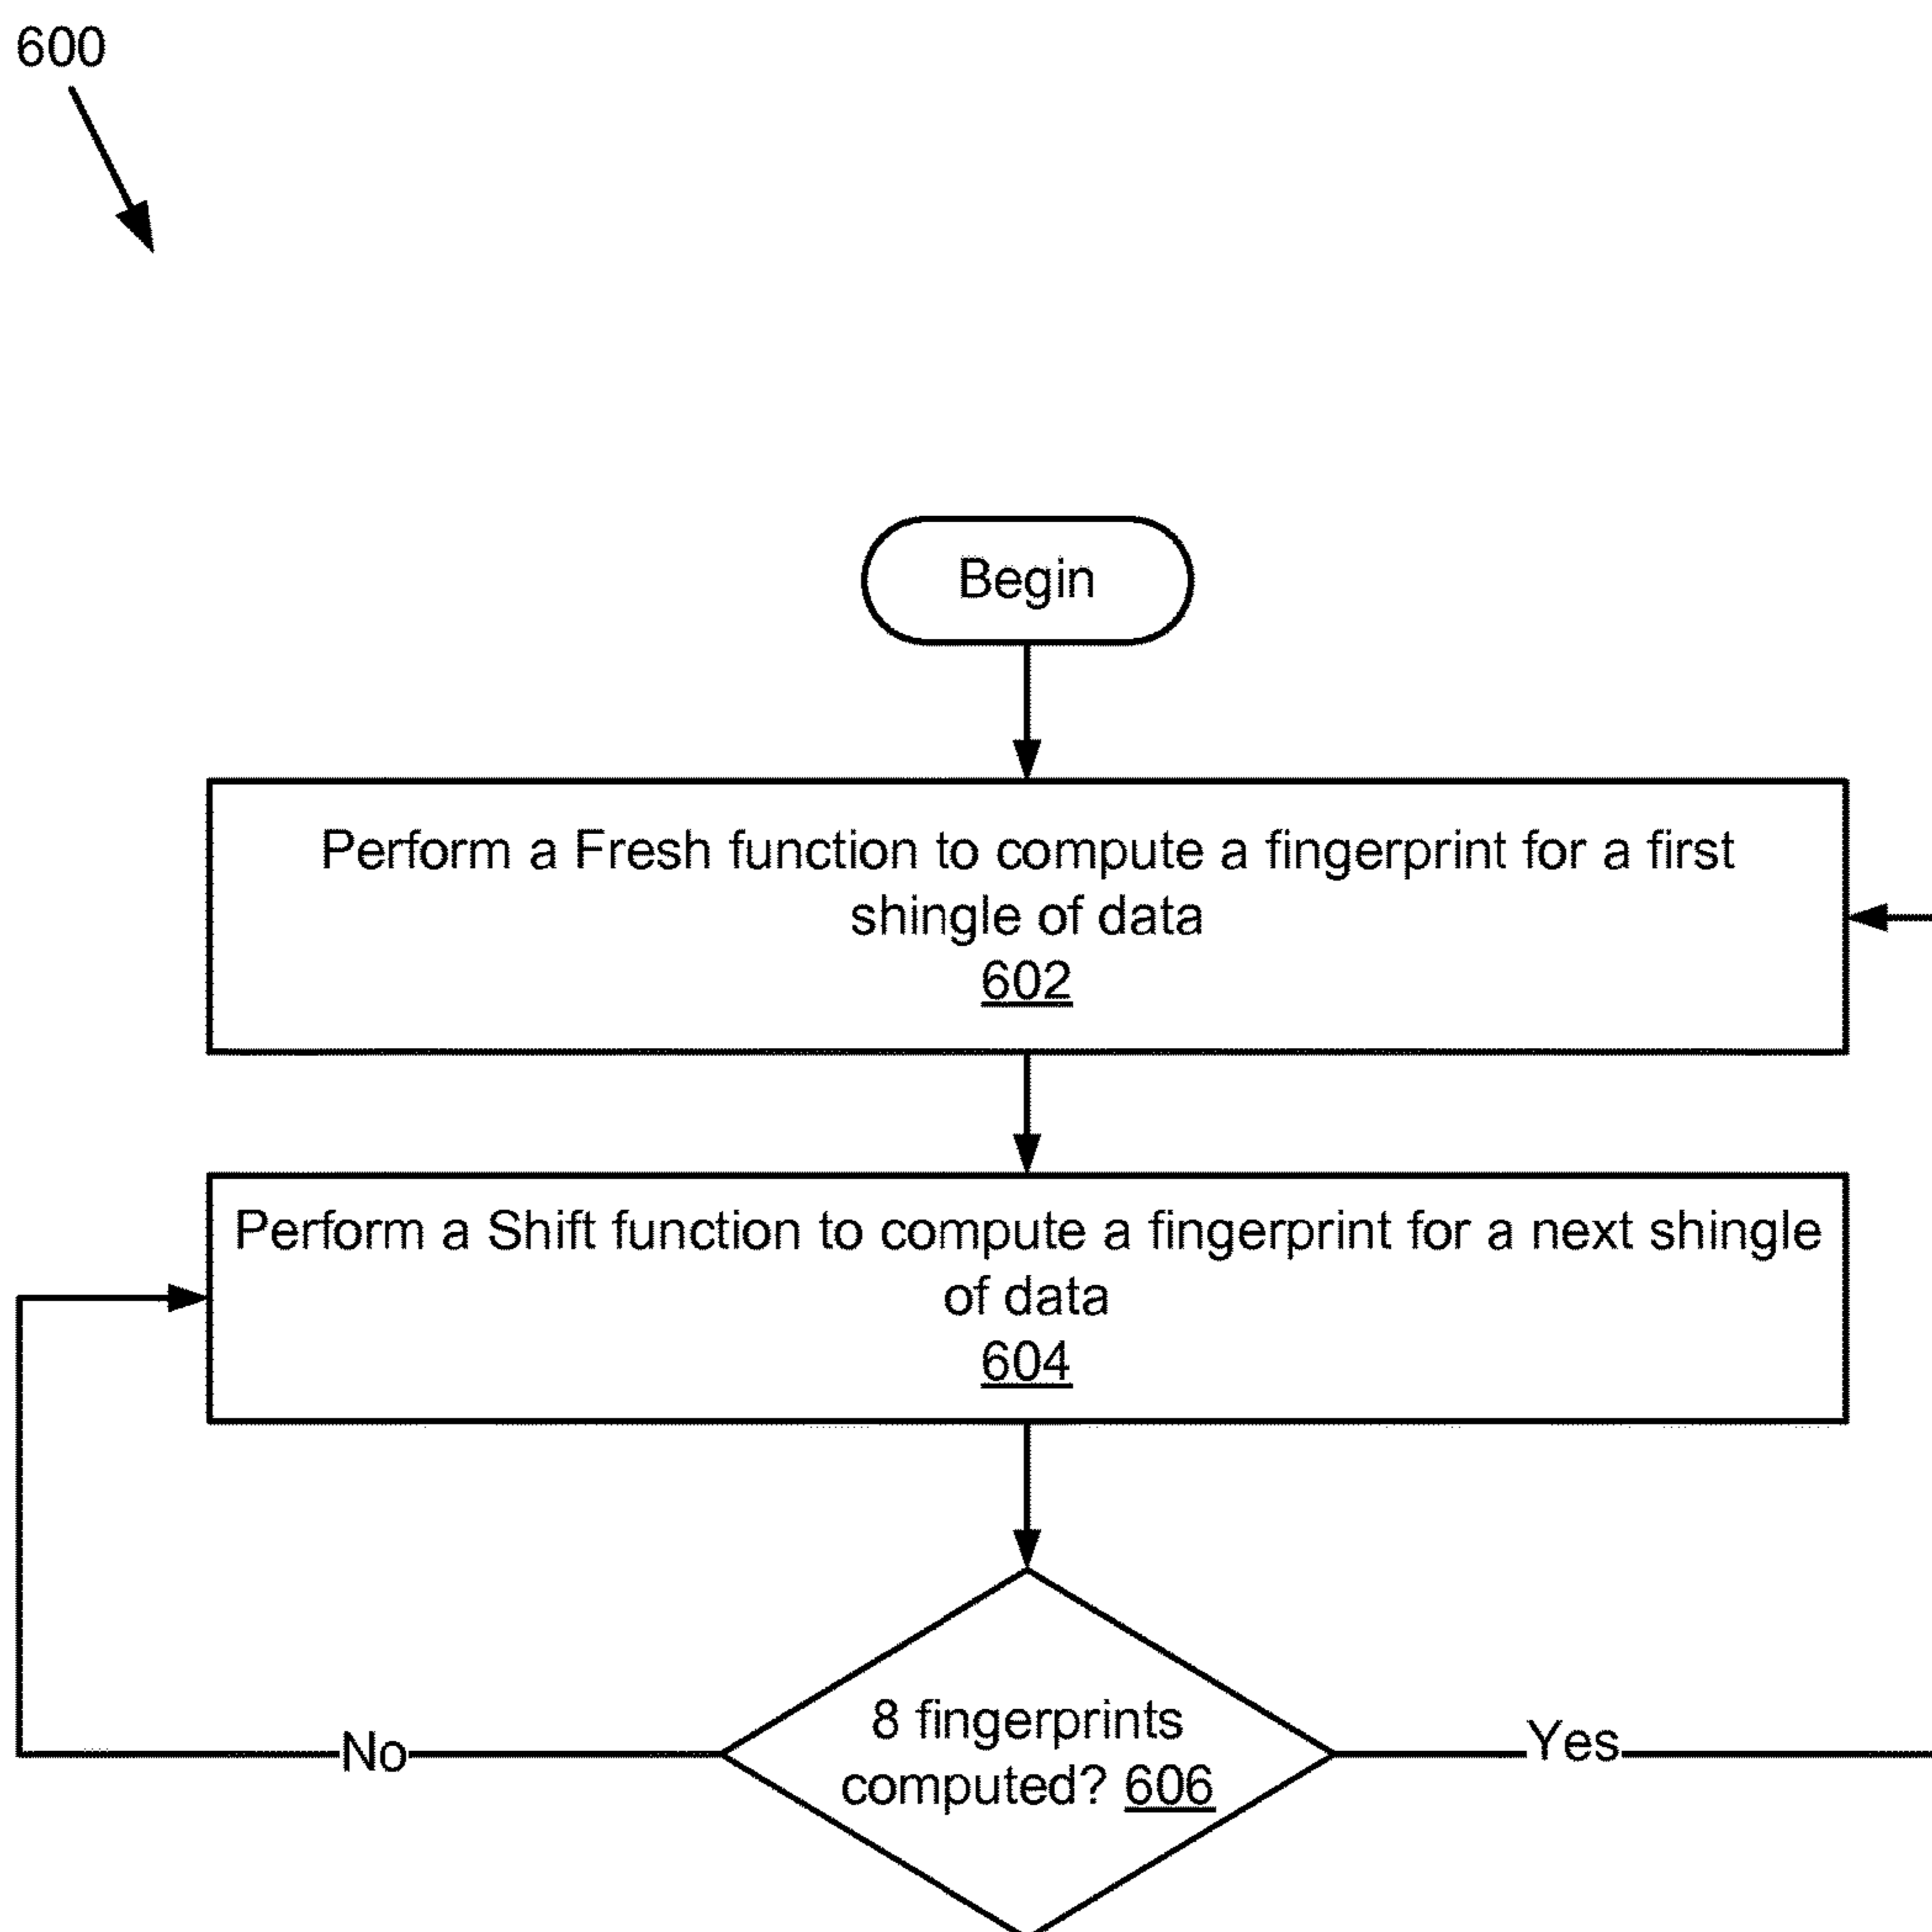 600
Begin
Perform a Fresh function to compute a fingerprint for a first
shingle of data
602
Perform a Shift function to compute a fingerprint for a next shingle
of data
604
8 fingerprints
computed? 606
No
Yes